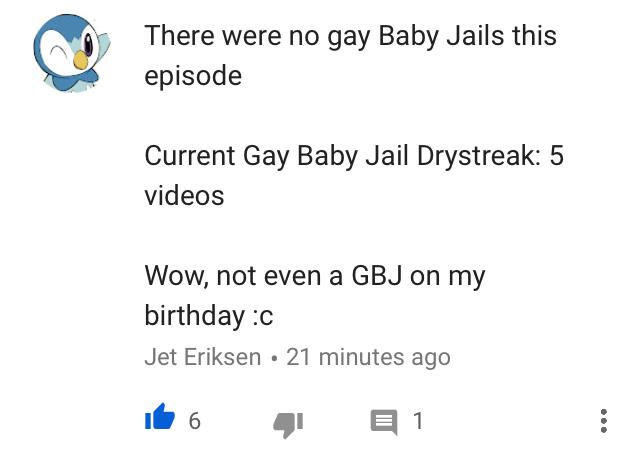 There were no gay Baby Jails this
episode
Current Gay Baby Jail Drystreak: 5
videos
Wow, not even a GBJ on my
birthday :c
Jet Eriksen • 21 minutes ago
6 1